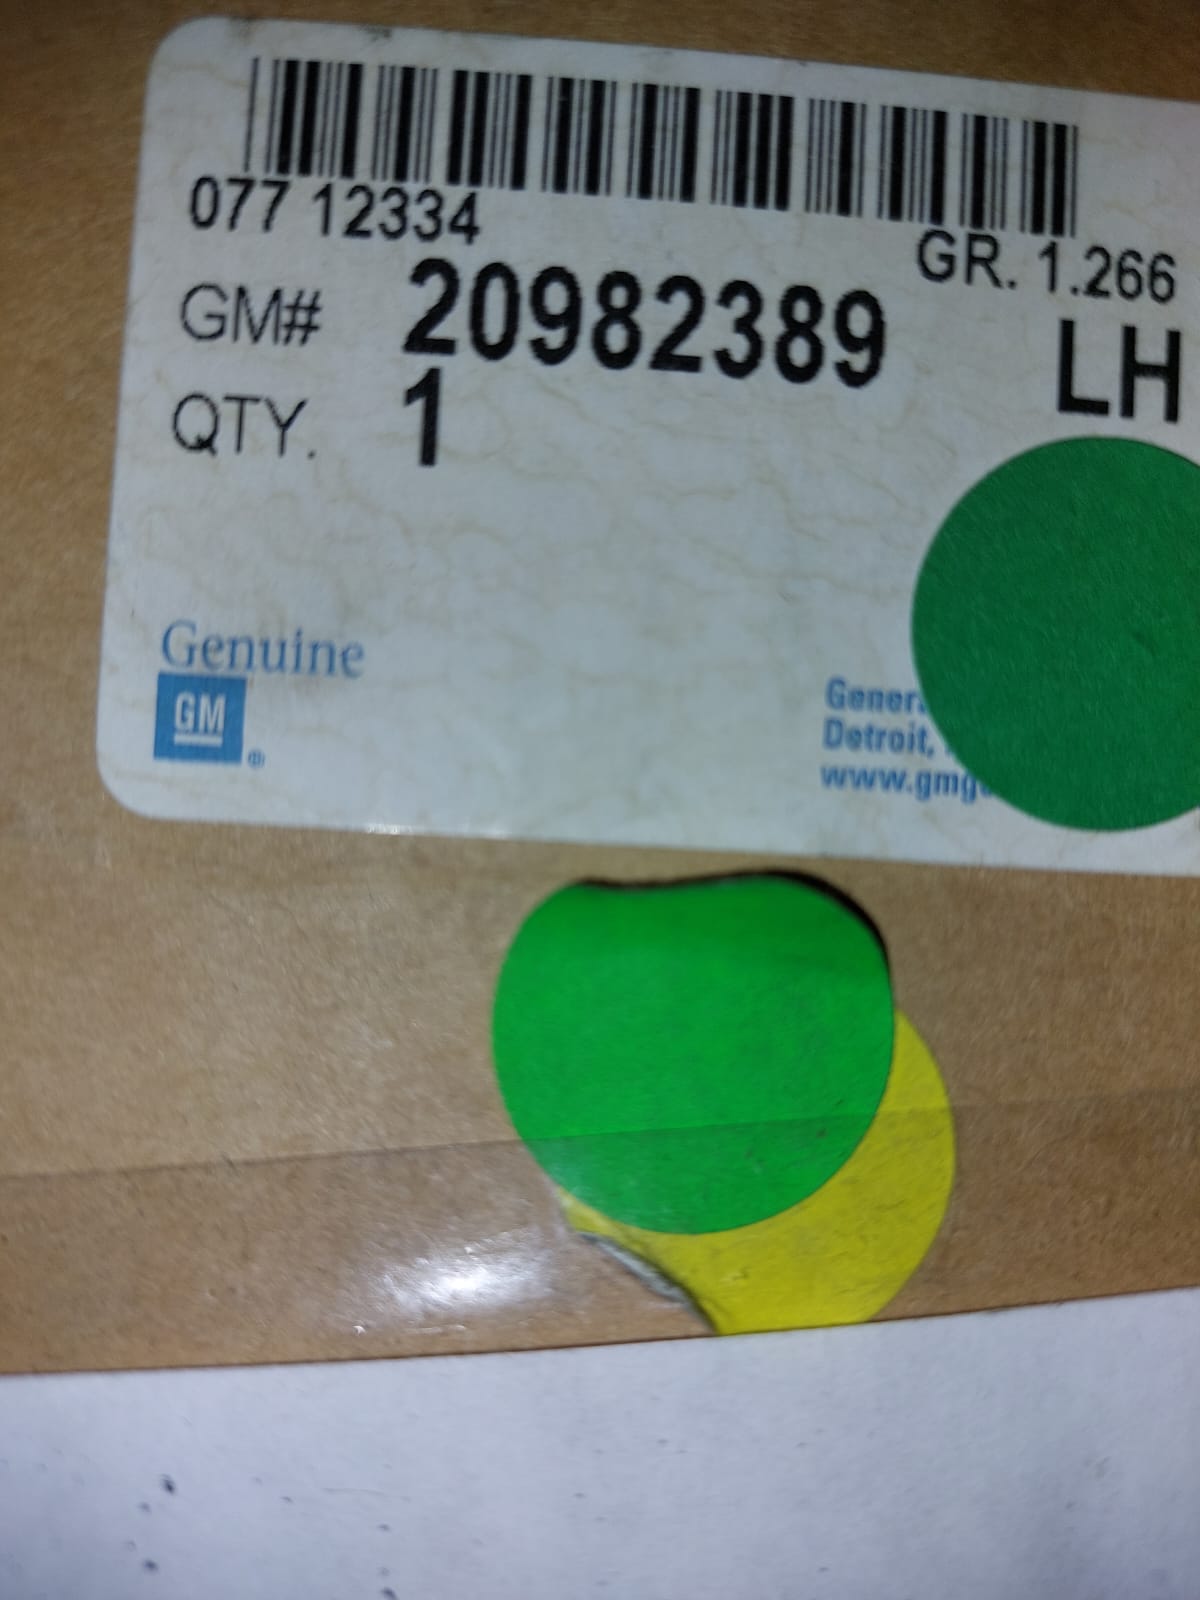 077 12334
GR. 1.266
GM# 20982389 LH
QTY. 1
Genuine
GM ®
Detroit,